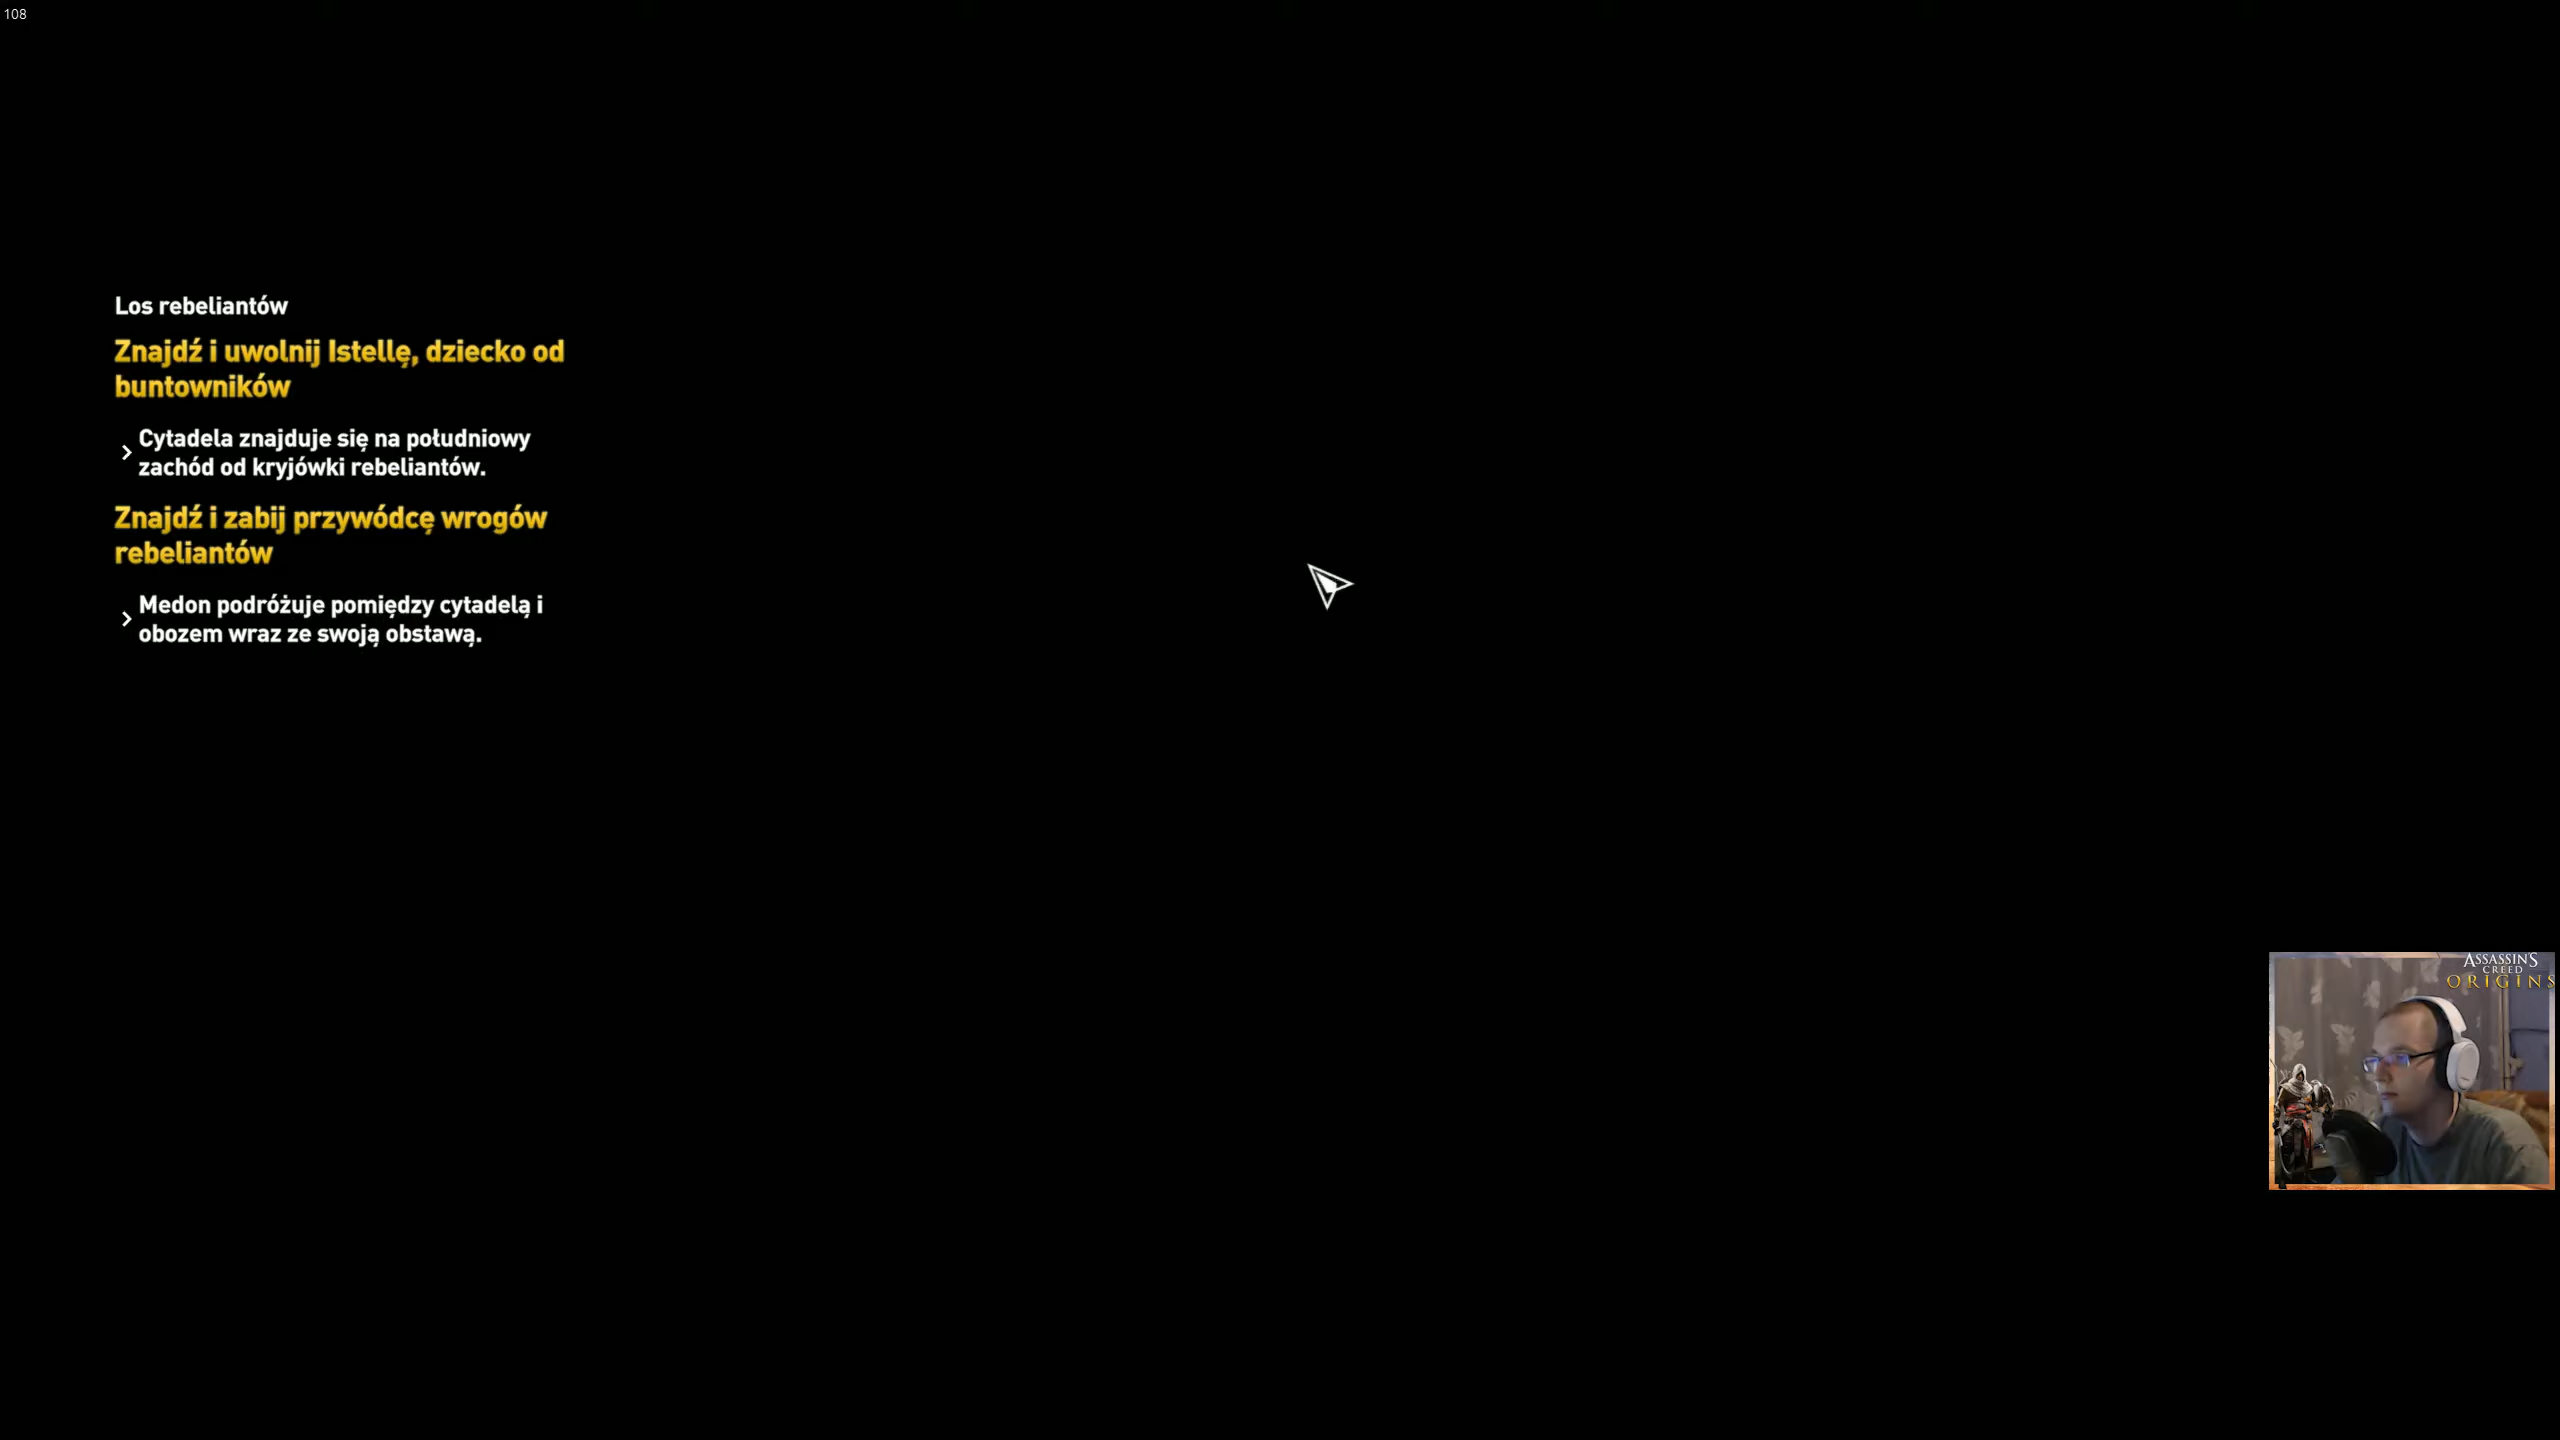 108
Los rebeliantów
Znajdź i uwolnij Istellę, dziecko od
buntowników
Cytadela znajduje się na południowy
zachód od kryjówki rebeliantów.
Znajdź i zabij przywódcę wrogów
rebeliantów
Medon podróżuje pomiędzy cytadelą i
obozem wraz ze swoją obstawą.
ASSASSIN'S
CREED
ORIGINS